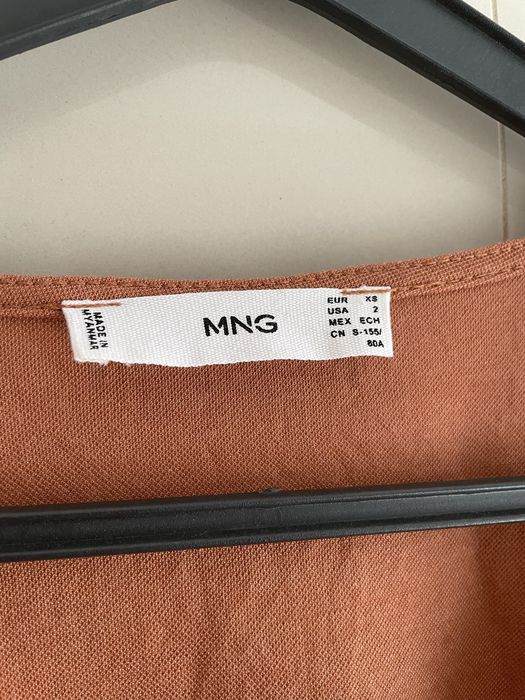 MADE IN
MYANMAR
MNG
EUR XS
USA 2
MEX ECH
CN S-155/
80A